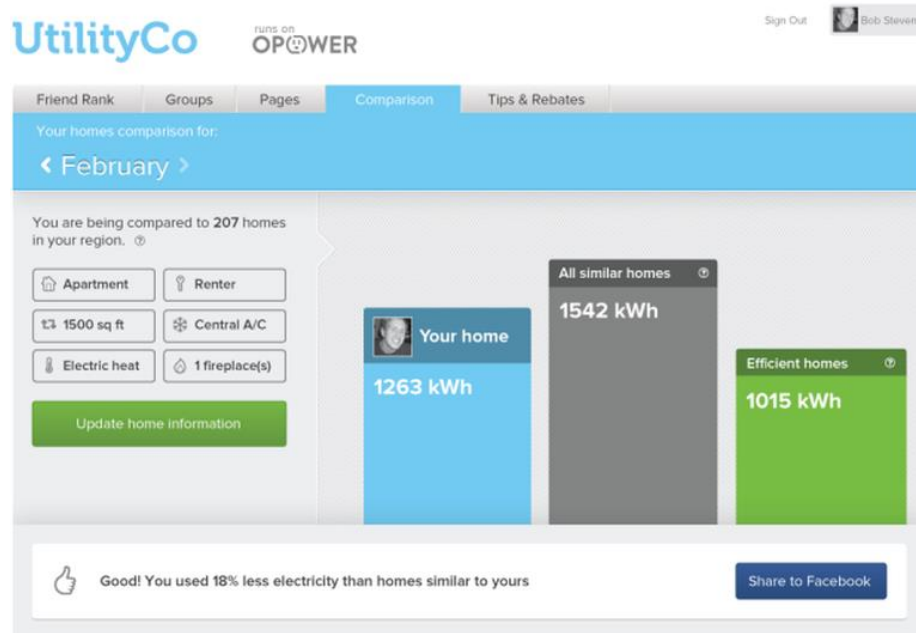 UtilityCo
runs on
OPOWER
Sign Out
Bob Steven
Friend Rank
Groups
Pages
Comparison
Tips & Rebates
Your homes comparison for:
< February >
You are being compared to 207 homes
in your region. ?
Apartment
Renter
1500 sq ft
Central A/C
Electric heat
1 fireplace(s)
Update home information
Your home
1263 kWh
All similar homes ?
1542 kWh
Efficient homes ?
1015 kWh
Good! You used 18% less electricity than homes similar to yours
Share to Facebook